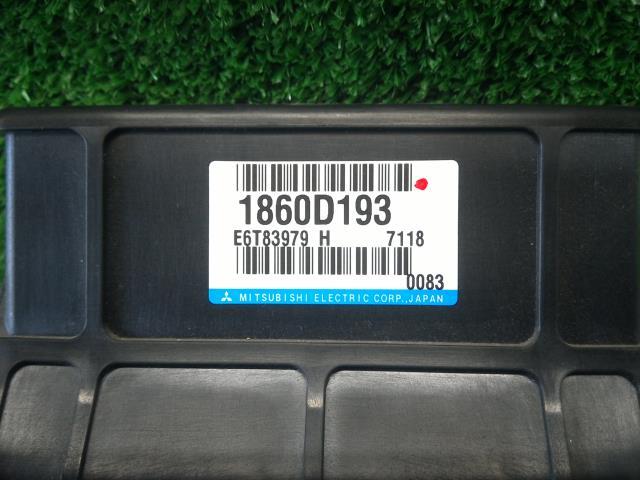 1860D193
E6T83979 H 7118
0083
MITSUBISHI ELECTRIC CORP., JAPAN